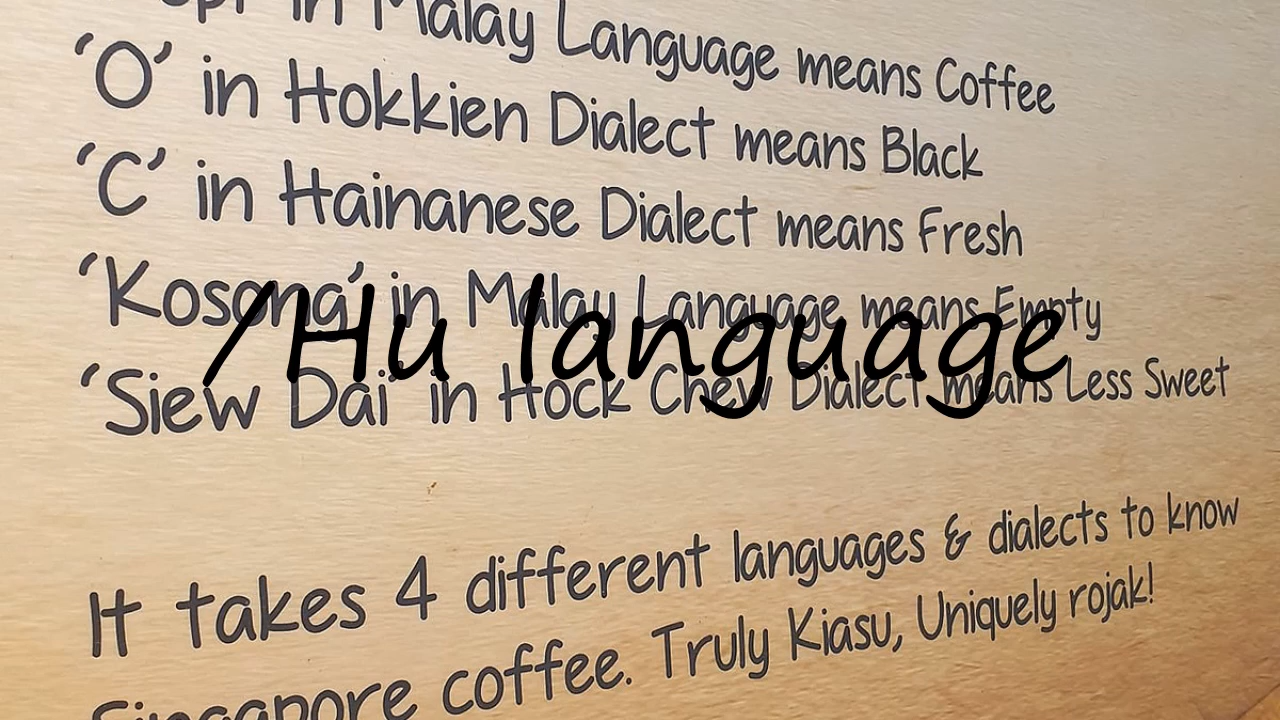 in Malay Language means Coffee
‘O’ in Hokkien Dialect means Black
‘C’ in Hainanese Dialect means Fresh
‘Kosong’ in Malay Language means Empty
/Hu language
‘Siew Dai’ in Hock Chew Dialect means Less Sweet
It takes 4 different languages & dialects to know
Singapore coffee. Truly Kiasu, Uniquely rojak!